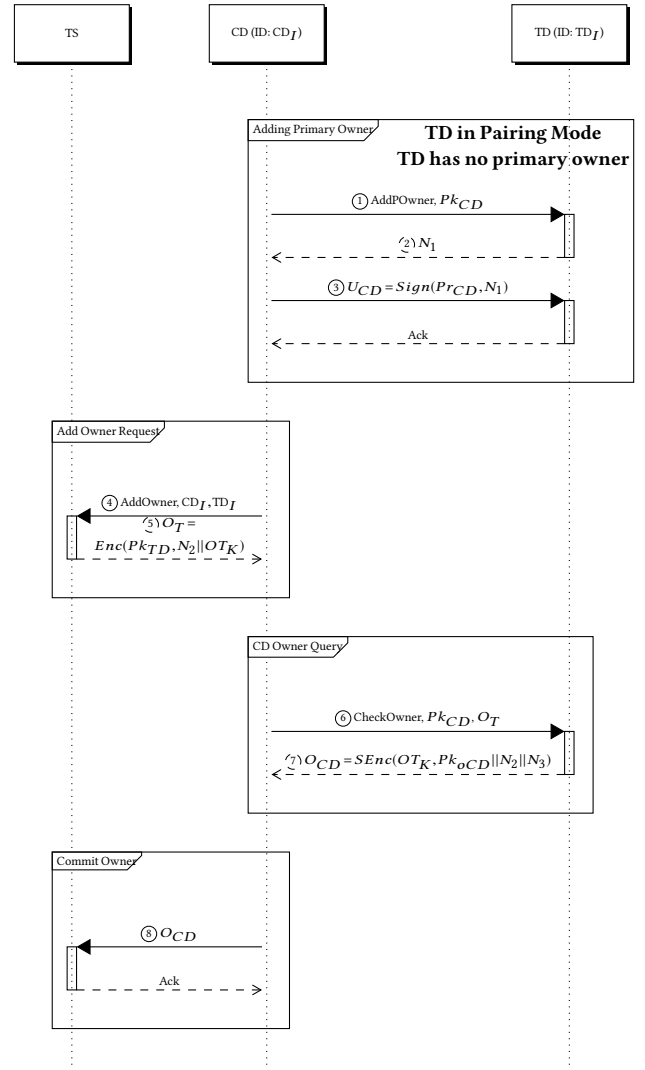 TS
CD (ID: CD_I)
TD (ID: TD_I)
Adding Primary Owner
TD in Pairing Mode
TD has no primary owner
① AddPOwner, Pk_CD
② N_1
③ U_CD = Sign(Pr_CD, N_1)
Ack
Add Owner Request
④ AddOwner, CD_I, TD_I
⑤ O_T =
Enc(Pk_TD, N_2||OT_K)
CD Owner Query
⑥ CheckOwner, Pk_CD, O_T
⑦ O_CD = SEnc(OT_K, Pk_oCD||N_2||N_3)
Commit Owner
⑧ O_CD
Ack